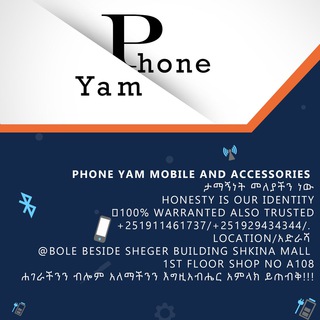 Phone
Yam
PHONE YAM MOBILE AND ACCESSORIES
ታማኝነት መለያችን ነው
HONESTY IS OUR IDENTITY
▯100% WARRANTED ALSO TRUSTED
+251911461737/+251929434344/.
LOCATION/አድራሻ
@BOLE BESIDE SHEGER BUILDING SHKINA MALL
1ST FLOOR SHOP NO A108
ሐገራችንን ብሎም አለማችንን እግዚአብሔር አምላክ ይጠብቅ!!!